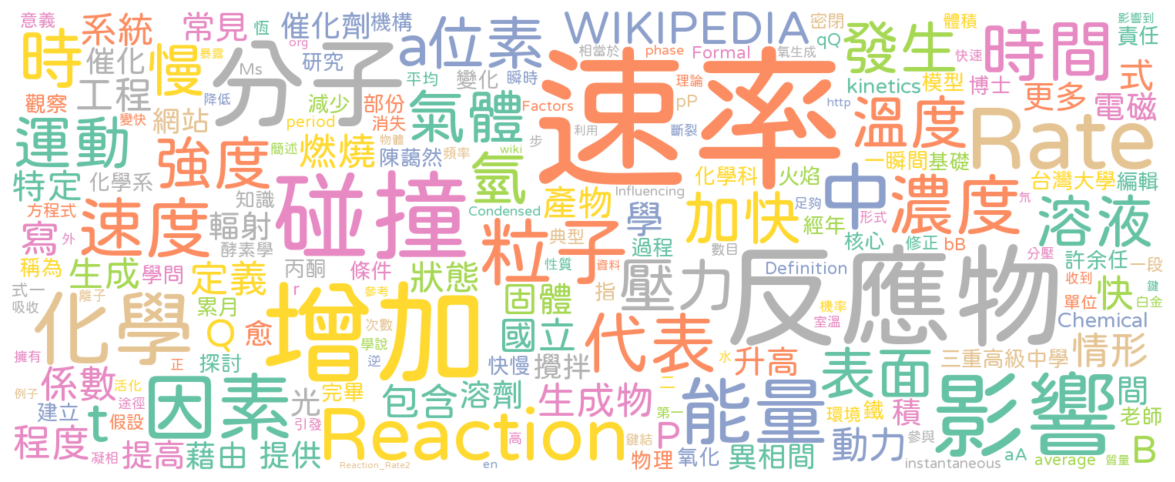 意義 系統 常見 恆 催化劑 機構 a位素 WIKIPEDIA 密閉 發生 體積 時間 影響到 責任
時 催化 慢 暴露 org 分子 研究 相當於 phase Formal 氧生成 qQ 快速 式
觀察 工程 變快 Ms 降低 減少 部份 平均 變化 瞬時 理論 pP kinetics 模型 博士 更多 電磁
運動 網站 period 消失 氣體 Factors 斷裂 http 溫度 Rate
強度 簡述 燃燒 物體 陳藹然 頻率 wiki 步 利用 速率 一瞬間 基礎
特定 化學系 知識 碰撞 氫 Condensed 產物 Influencing 化學科 火焰 足夠 中 形式 濃度 氘 台灣大學 編輯
方程式 寫 外 速度 輻射 酵素學 粒子 典型 學 加快 經年 溶液
稱為 生成 學問 定義 丙酮 條件 狀態 性質 資料 過程 數目 核心 修正 bB 分壓 許余任 一段
式一 吸收 化學 離子 累月 r 參考 增加 固體 指 壓力 Definition 反應物 收到 單位 快 鍵 白金
擁有 正 Q 愈 探討 次數 學說 逆 國立 代表 機率 室溫 Chemical
係數 快慢 攪拌 水 升高 三重高級中學 情形
例子 建立 活化 途徑 假設 因素 光 引發 完畢 包含 溶劑 生成物 二 第一 能量 表面 環境 鐵 積 影響 間 老師
程度 t 凝相 提高 藉由 提供 Reaction 高 鍵結 P 物理 氧化 異相間 動力 參與 aA average 質量 B
Reaction_Rate2 en instantaneous